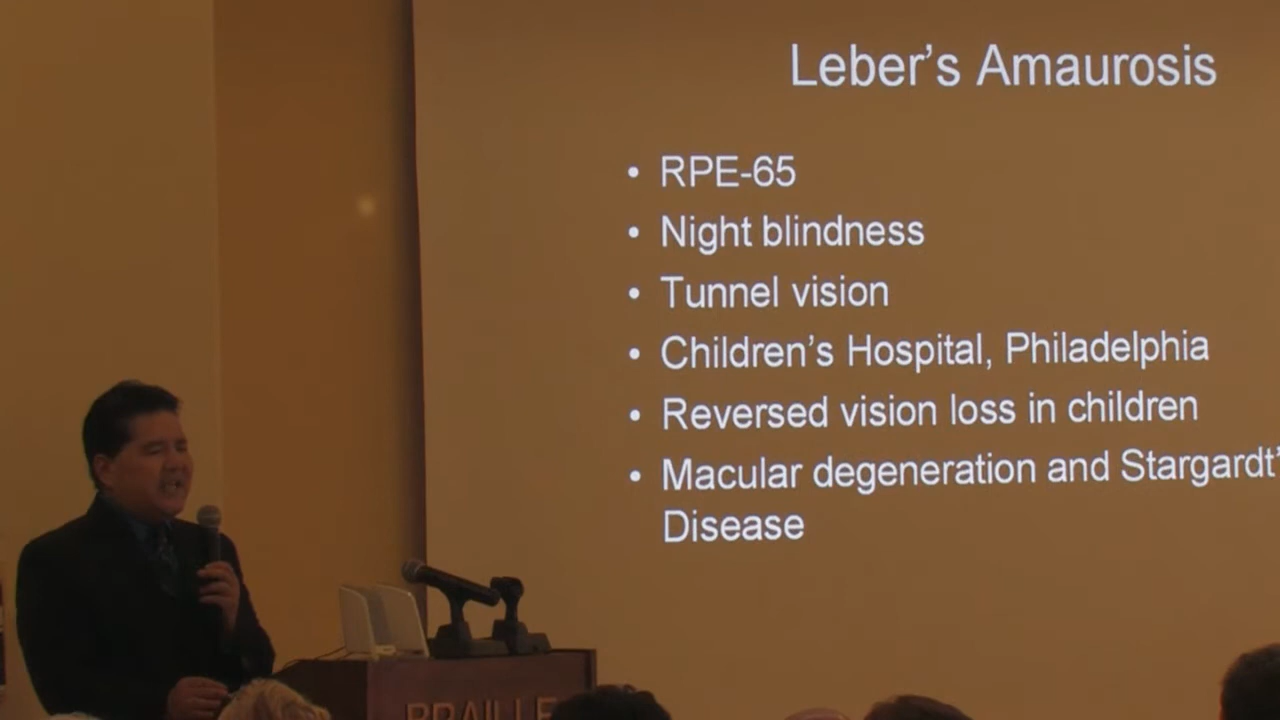 Leber's Amaurosis
• RPE-65
• Night blindness
• Tunnel vision
• Children's Hospital, Philadelphia
• Reversed vision loss in children
• Macular degeneration and Stargardt'
Disease
BRAILLE